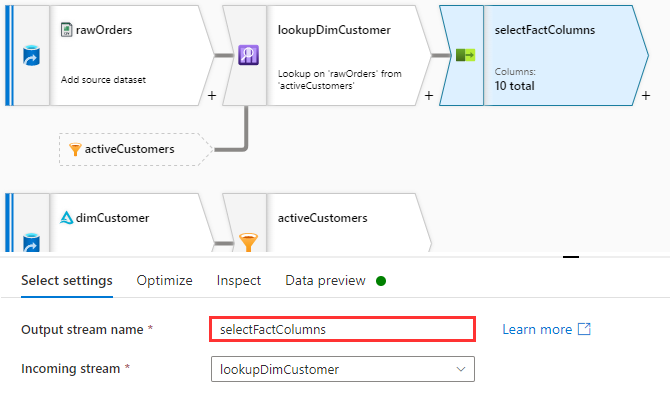 rawOrders
Add source dataset
+
lookupDimCustomer
Lookup on 'rawOrders' from
'activeCustomers'
+
selectFactColumns
Columns:
10 total
+
activeCustomers
dimCustomer
activeCustomers
Select settings
Optimize
Inspect
Data preview
Output stream name *
selectFactColumns
Learn more
Incoming stream *
lookupDimCustomer